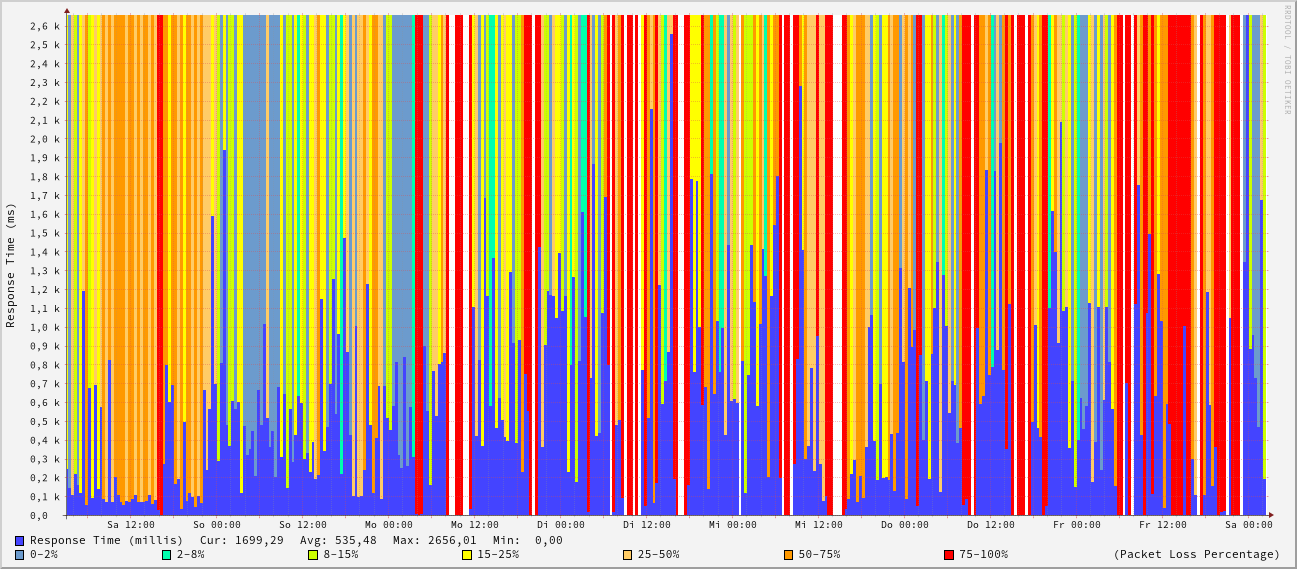 RRDTOOL / TOBI OETIKER
Response Time (ms)
2,6 k
2,5 k
2,4 k
2,3 k
2,2 k
2,1 k
2,0 k
1,9 k
1,8 k
1,7 k
1,6 k
1,5 k
1,4 k
1,3 k
1,2 k
1,1 k
1,0 k
0,9 k
0,8 k
0,7 k
0,6 k
0,5 k
0,4 k
0,3 k
0,2 k
0,1 k
0,0
Sa 12:00 So 00:00 So 12:00 Mo 00:00 Mo 12:00 Di 00:00 Di 12:00 Mi 00:00 Mi 12:00 Do 00:00 Do 12:00 Fr 00:00 Fr 12:00 Sa 00:00
Response Time (millis) Cur: 1699,29 Avg: 535,48 Max: 2656,01 Min: 0,00
0-2% 2-8% 8-15% 15-25% 25-50% 50-75% 75-100% (Packet Loss Percentage)